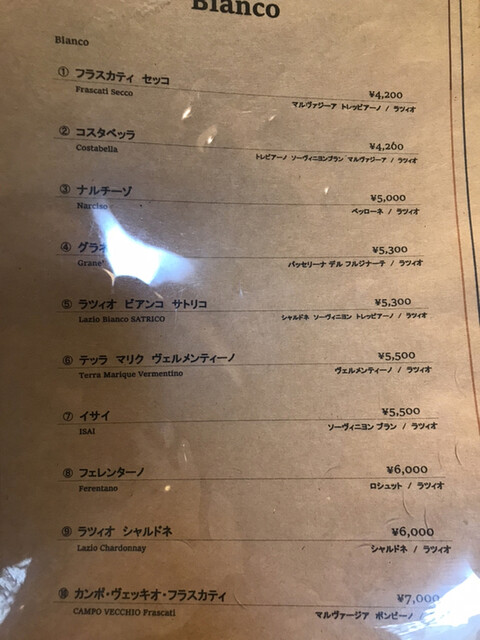 Bianco
Bianco
① フラスカティ セッコ ¥4,200
Frascati Secco マルヴァジーア トレッビアーノ / ラツィオ
② コスタベッラ ¥4,200
Costabella トレビアーノ ソーヴィニヨンブラン マルヴァジーア / ラツィオ
③ ナルチーゾ ¥5,000
Narciso ベッローネ / ラツィオ
④ グラネ ¥5,300
Grane' パッセリーナ デル フルジナーテ / ラツィオ
⑤ ラツィオ ビアンコ サトリコ ¥5,300
Lazio Bianco SATRICO シャルドネ ソーヴィニヨン トレッビアーノ / ラツィオ
⑥ テッラ マリク ヴェルメンティーノ ¥5,500
Terra Marique Vermentino ヴェルメンティーノ / ラツィオ
⑦ イサイ ¥5,500
ISAI ソーヴィニヨン ブラン / ラツィオ
⑧ フェレンターノ ¥6,000
Ferentano ロシェット / ラツィオ
⑨ ラツィオ シャルドネ ¥6,000
Lazio Chardonnay シャルドネ / ラツィオ
⑩ カンポ・ヴェッキオ・フラスカティ ¥7,000
CAMPO VECCHIO Frascati マルヴァージア ボンビーノ /